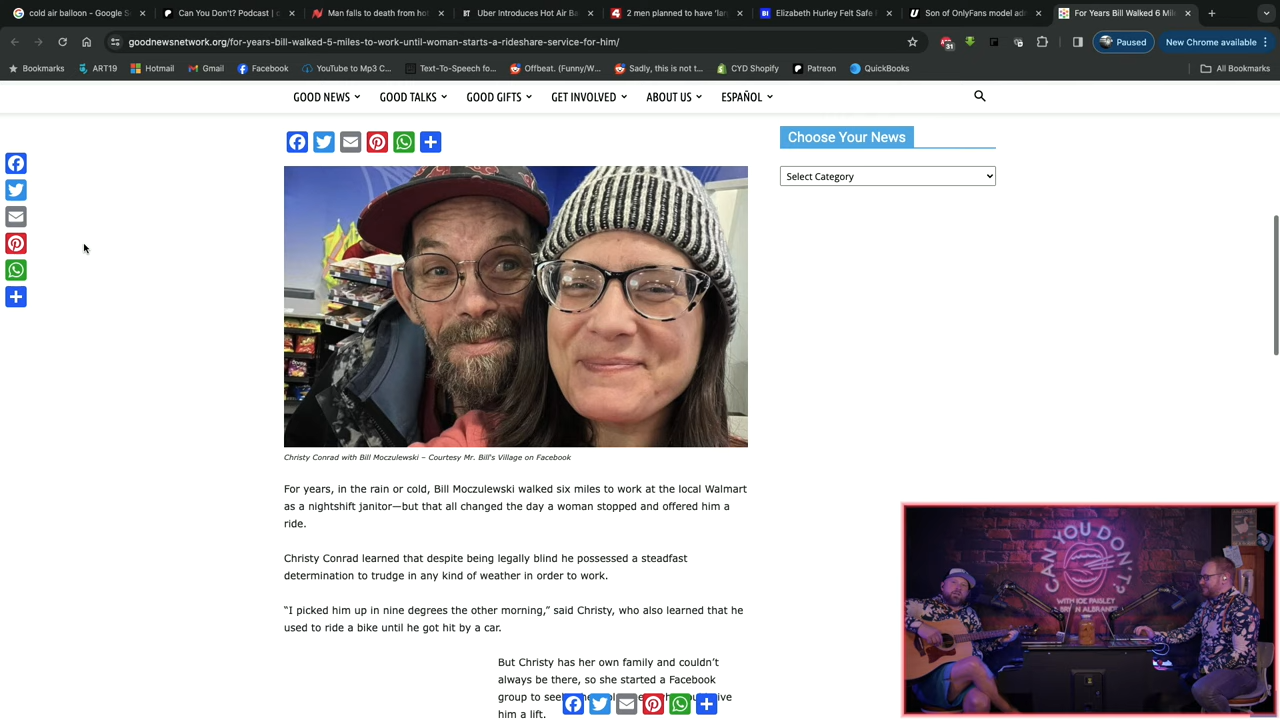 cold air balloon - Google S
Can You Don't? Podcast | c
Man falls to death from ho
Uber Introduces Hot Air Ba
2 men planned to have 'lar
Elizabeth Hurley Felt Safe
Son of OnlyFans model adm
For Years Bill Walked 6 Mil
goodnewsnetwork.org/for-years-bill-walked-5-miles-to-work-until-woman-starts-a-rideshare-service-for-him/
31
Paused
New Chrome available
Bookmarks
ART19
Hotmail
Gmail
Facebook
YouTube to Mp3 C...
Text-To-Speech fo...
Offbeat. (Funny/W...
Sadly, this is not t...
CYD Shopify
Patreon
QuickBooks
All Bookmarks
GOOD NEWS
GOOD TALKS
GOOD GIFTS
GET INVOLVED
ABOUT US
ESPAÑOL
Choose Your News
Select Category
Christy Conrad with Bill Moczulewski – Courtesy Mr. Bill's Village on Facebook
For years, in the rain or cold, Bill Moczulewski walked six miles to work at the local Walmart
as a nightshift janitor—but that all changed the day a woman stopped and offered him a
ride.
Christy Conrad learned that despite being legally blind he possessed a steadfast
determination to trudge in any kind of weather in order to work.
“I picked him up in nine degrees the other morning,” said Christy, who also learned that he
used to ride a bike until he got hit by a car.
But Christy has her own family and couldn’t
always be there, so she started a Facebook
group to see
him a lift.
CAN YOU DON'T?
WITH JOE PAISLEY
BRYAN ALBRANDT